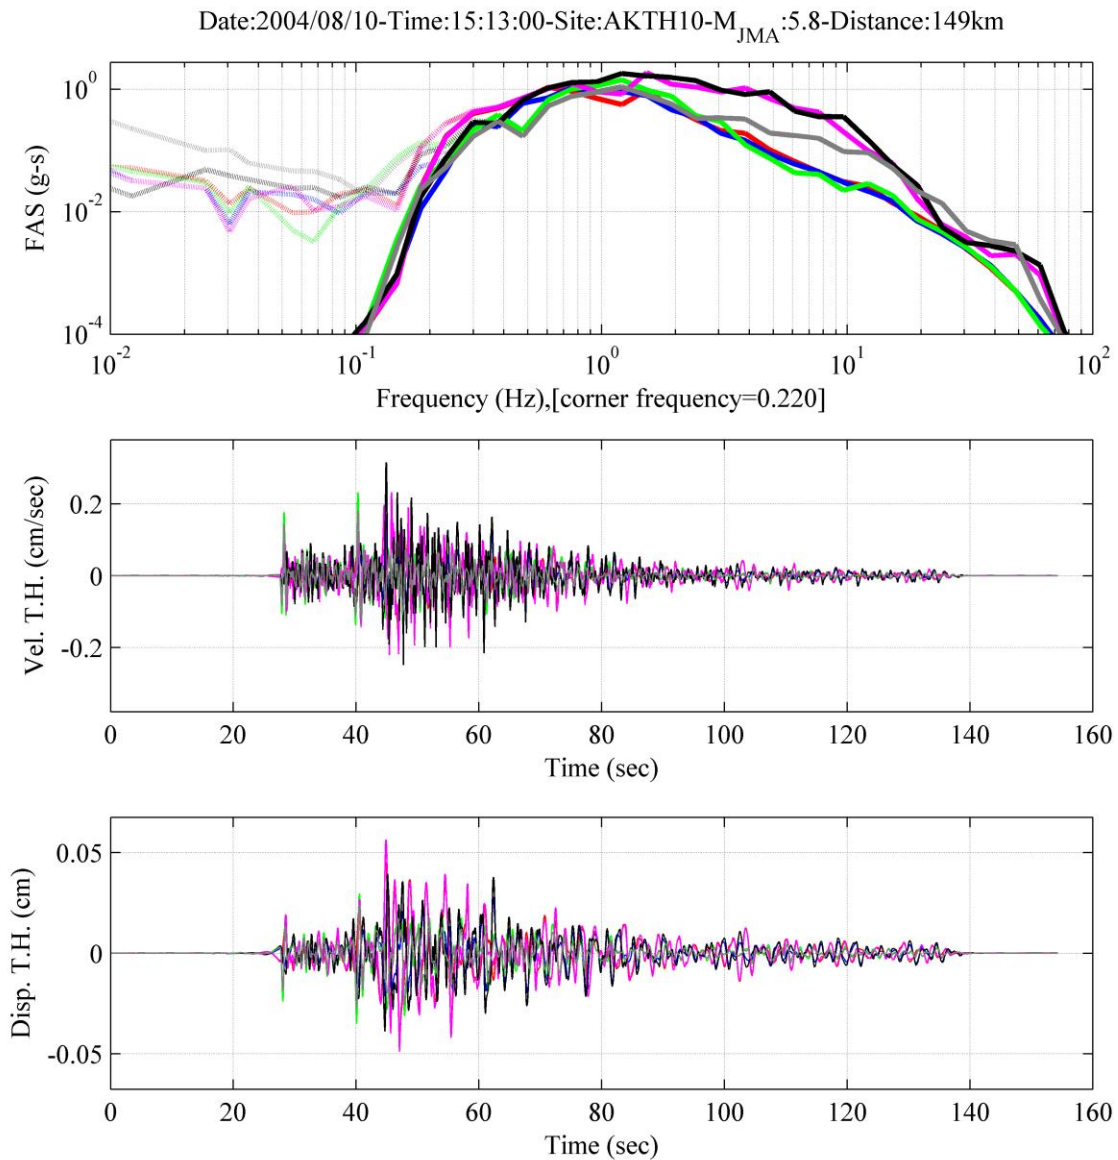 Date:2004/08/10-Time:15:13:00-Site:AKTH10-M_JMA:5.8-Distance:149km
10^0
10^-2
10^-4
FAS (g-s)
10^-2 10^-1 10^0 10^1 10^2
Frequency (Hz),[corner frequency=0.220]
0.2
0
-0.2
Vel. T.H. (cm/sec)
0 20 40 60 80 100 120 140 160
Time (sec)
0.05
0
-0.05
Disp. T.H. (cm)
0 20 40 60 80 100 120 140 160
Time (sec)